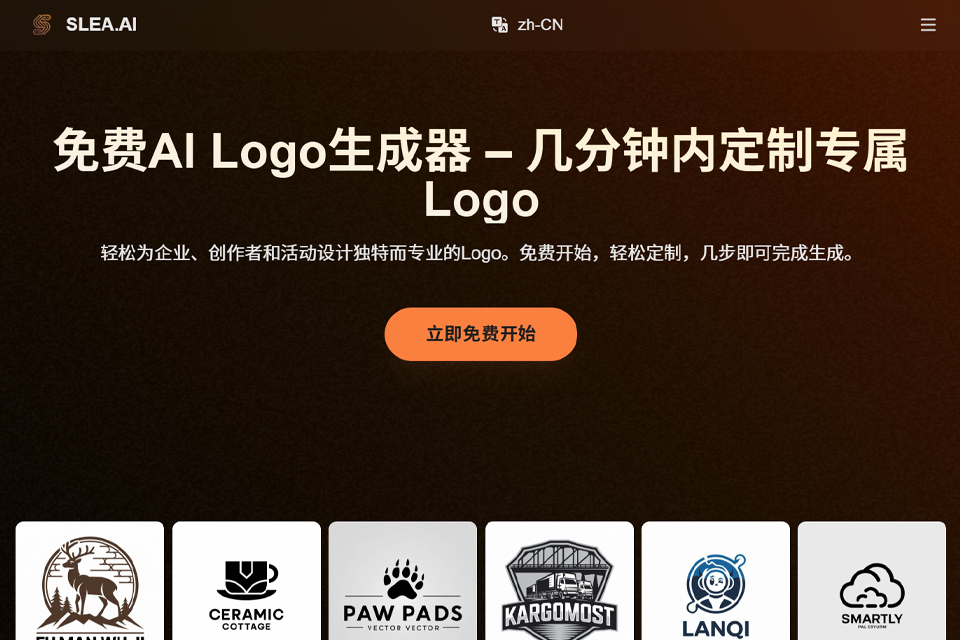 SLEA.AI
zh-CN
免费AI Logo生成器 – 几分钟内定制专属
Logo
轻松为企业、创作者和活动设计独特而专业的Logo。免费开始，轻松定制，几步即可完成生成。
立即免费开始
CERAMIC
COTTAGE
PAW PADS
VECTOR VECTOR
KARGOMOST
LANQI
SMARTLY